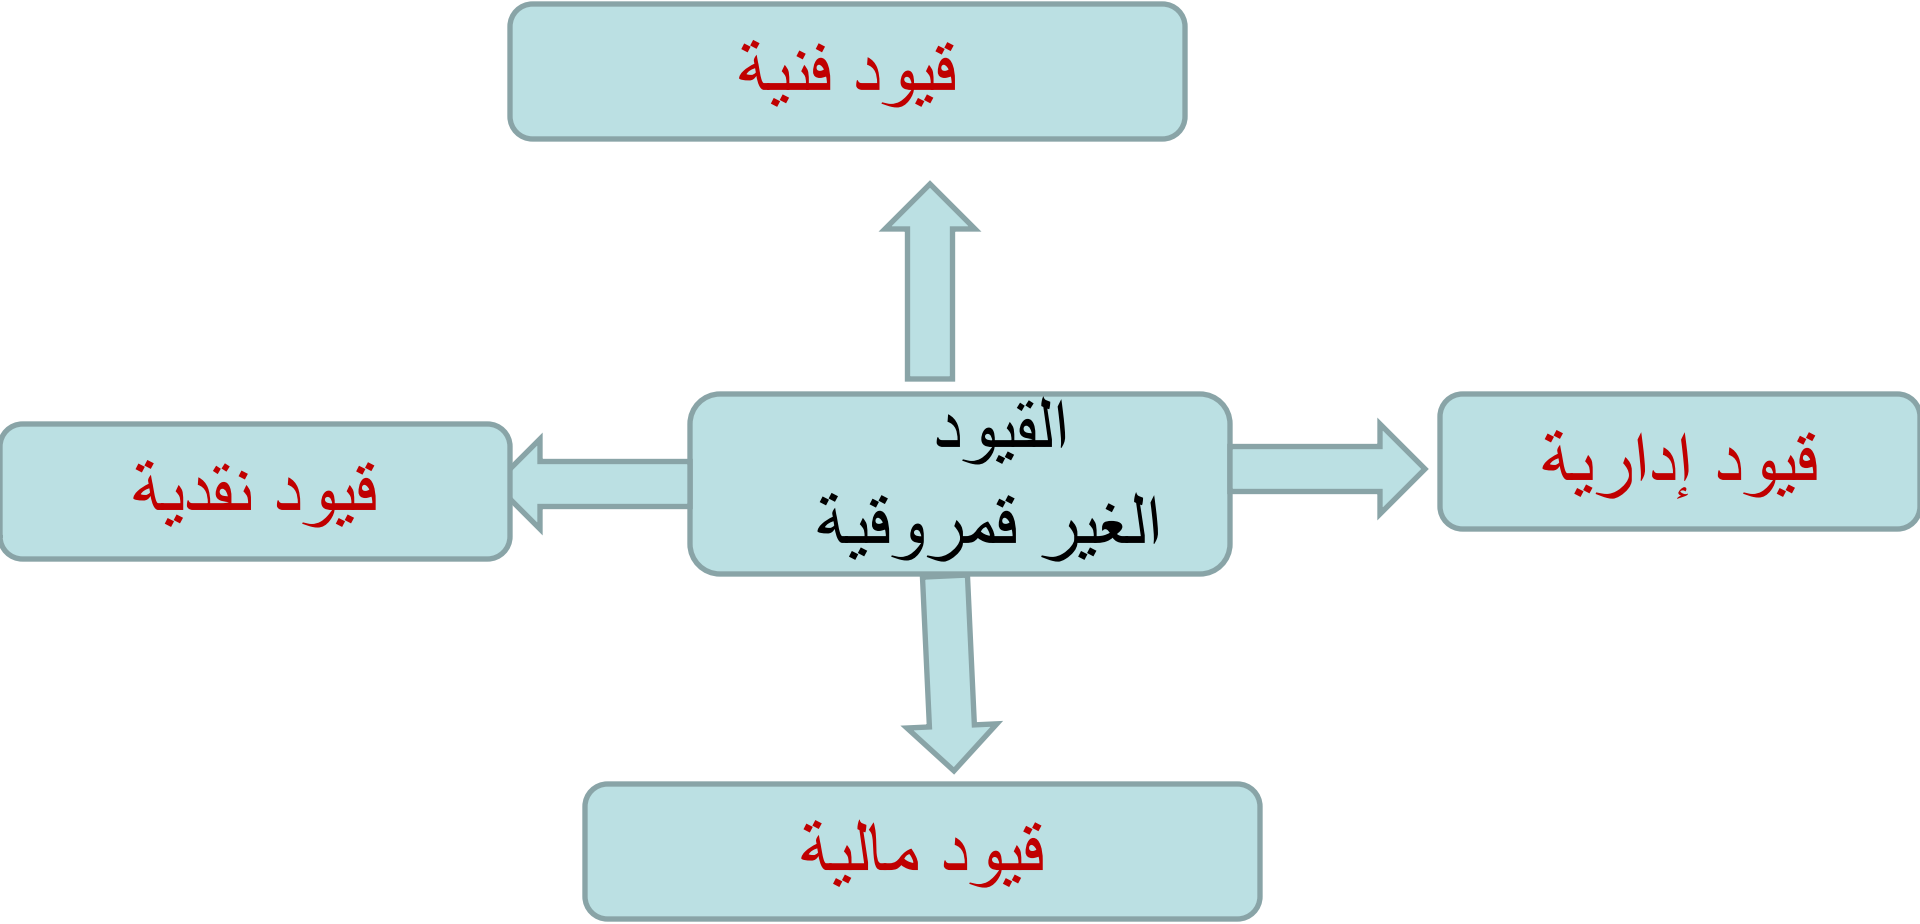 قيود فنية
القيود
الغير قمروقية
قيود إدارية
قيود نقدية
قيود مالية